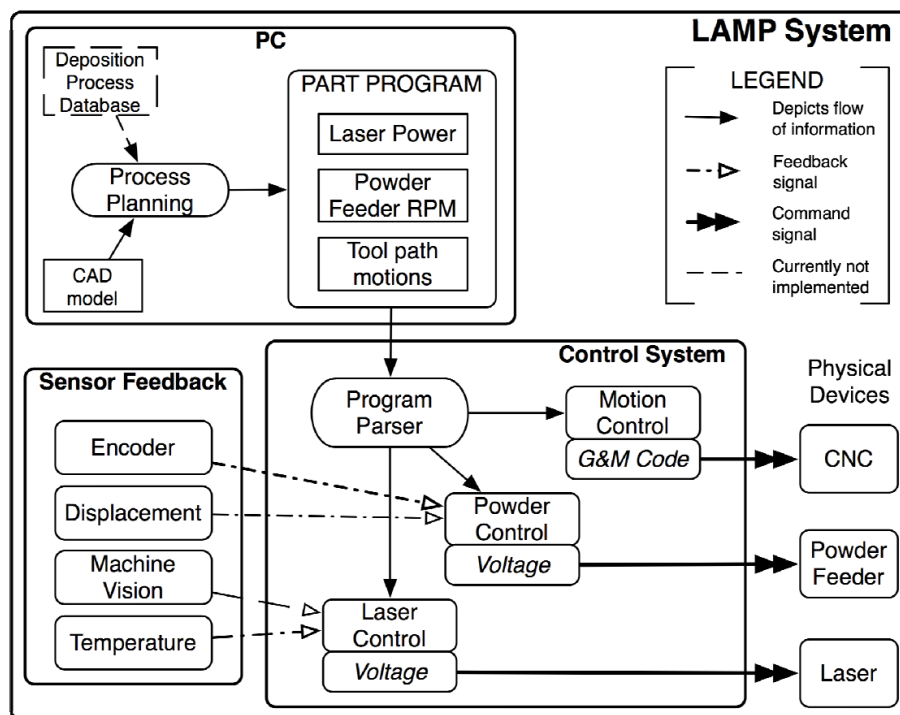 LAMP System
PC
Deposition
Process
Database
Process
Planning
CAD
model
PART PROGRAM
Laser Power
Powder
Feeder RPM
Tool path
motions
LEGEND
Depicts flow
of information
Feedback
signal
Command
signal
Currently not
implemented
Sensor Feedback
Encoder
Displacement
Machine
Vision
Temperature
Control System
Program
Parser
Motion
Control
G&M Code
Powder
Control
Voltage
Laser
Control
Voltage
Physical
Devices
CNC
Powder
Feeder
Laser